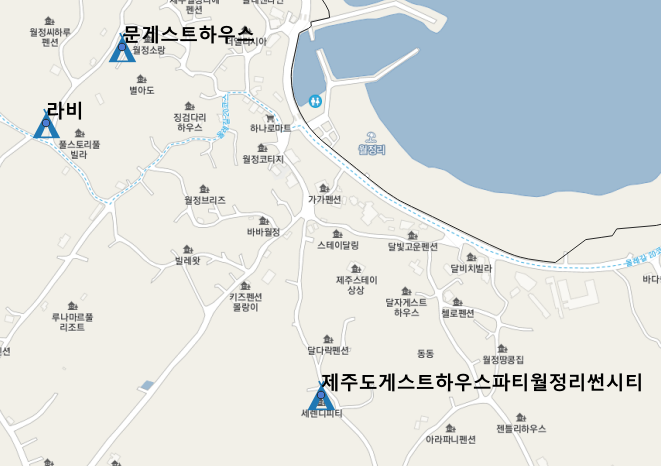 펜션
월정씨하루
펜션
문게스트하우스
월정소랑
별아도
라비
풀스토리풀
빌라
징검다리
하우스
하나로마트
월정코티지
월정리
월정브리즈
가가펜션
바바월정
스테이달링
달빛고운펜션
빌레왓
달비치빌라
제주스테이
상상
키즈펜션
몰랑이
달자게스트
하우스
첼로펜션
루나마르풀
리조트
달다락펜션
동동
월정땅콩집
제주도게스트하우스파티월정리썬시티
세렌디피티
아라파니펜션
젠틀리하우스